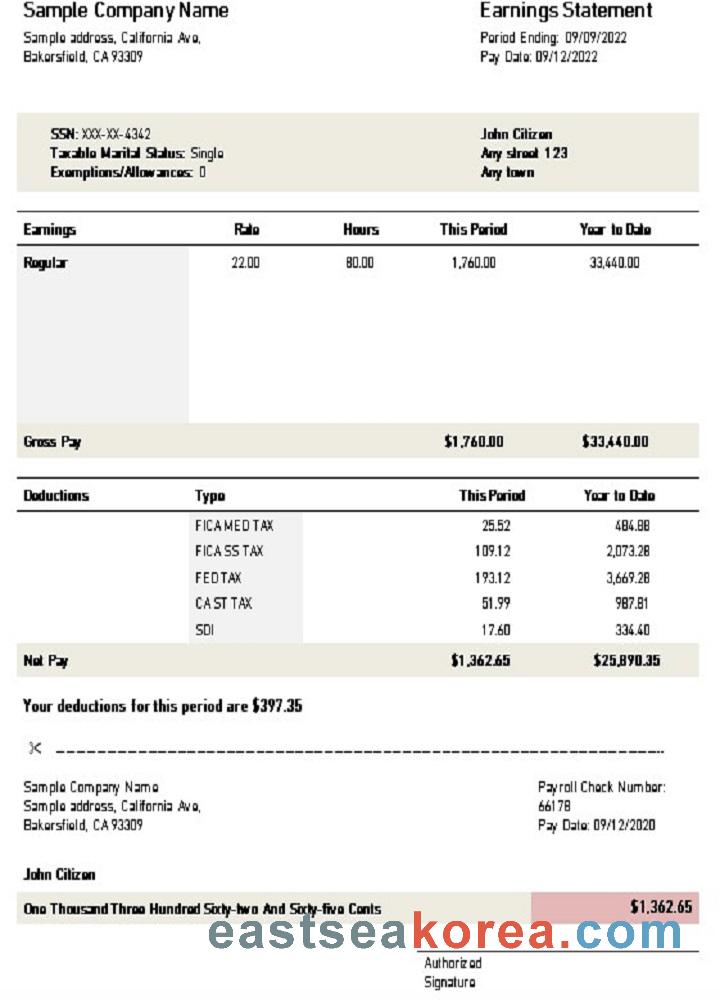 Sample Company Name Earnings Statement
Sample address, California Ave, Period Ending: 09/09/2022
Bakersfield, CA 93309 Pay Date: 09/12/2022
SSN: XXX-XX-4342 John Citizen
Taxable Marital Status: Single Any street 123
Exemptions/Allowances: 0 Any town
Earnings Rate Hours This Period Year to Date
Regular 22.00 80.00 1,760.00 33,440.00
Gross Pay $1,760.00 $33,440.00
Deductions Type This Period Year to Date
FICA MED TAX 25.52 484.88
FICA SS TAX 109.12 2,073.28
FED TAX 193.12 3,669.28
CA ST TAX 51.99 987.81
SDI 17.60 334.40
Net Pay $1,362.65 $25,890.35
Your deductions for this period are $397.35
Sample Company Name Payroll Check Number:
Sample address, California Ave, 66178
Bakersfield, CA 93309 Pay Date: 09/12/2020
John Citizen
One Thousand Three Hundred Sixty-two And Sixty-five Cents $1,362.65
eastseakorea.com
Authorized
Signature